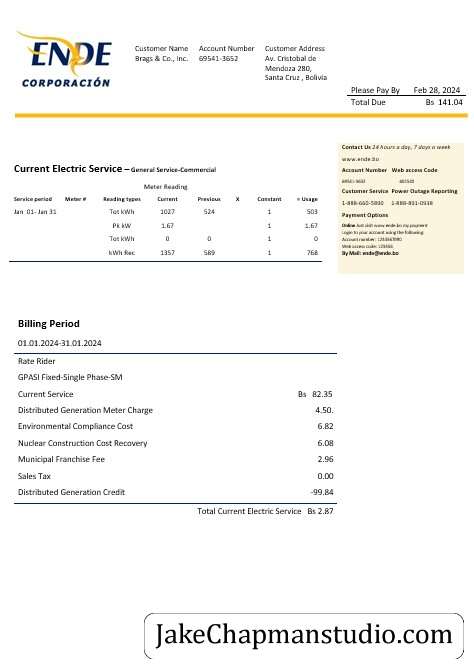 ENDE
CORPORACIÓN
Customer Name Account Number Customer Address
Brags & Co., Inc. 69541-3652 Av. Cristobal de
Mendoza 280,
Santa Cruz , Bolivia
Please Pay By Feb 28, 2024
Total Due Bs 141.04
Contact Us 24 Hours a day, 7 days a week
www.ende.bo
Account Number Web access Code
69541-3652
Customer Service Power Outage Reporting
1-888-660-5890 1-888-891-0938
Payment Options
Online Just visit www.ende.bo my payment
Login to your account using the following:
Account number: 1234567890
Web access code: 123456
By Mail: ende@ende.bo
Current Electric Service – General Service-Commercial
Meter Reading
Service period Meter # Reading types Current Previous X Constant = Usage
Jan 01- Jan 31 Tot kWh 1027 524 1 503
Pk kW 1.67 1 1.67
Tot kWh 0 0 1 0
kWh Rec 1357 589 1 768
Billing Period
01.01.2024-31.01.2024
Rate Rider
GPASI Fixed-Single Phase-SM
Current Service Bs 82.35
Distributed Generation Meter Charge 4.50.
Environmental Compliance Cost 6.82
Nuclear Construction Cost Recovery 6.08
Municipal Franchise Fee 2.96
Sales Tax 0.00
Distributed Generation Credit -99.84
Total Current Electric Service Bs 2.87
JakeChapmanstudio.com